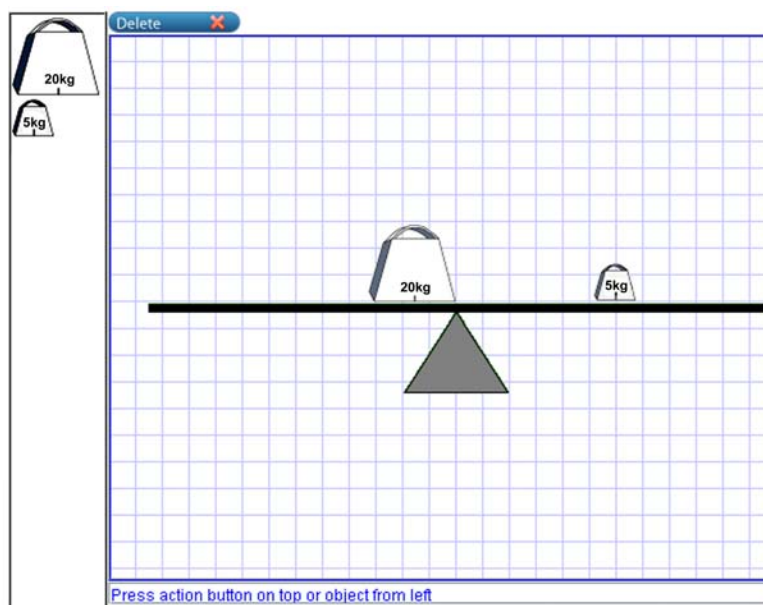 Delete
20kg
5kg
20kg
5kg
Press action button on top or object from left